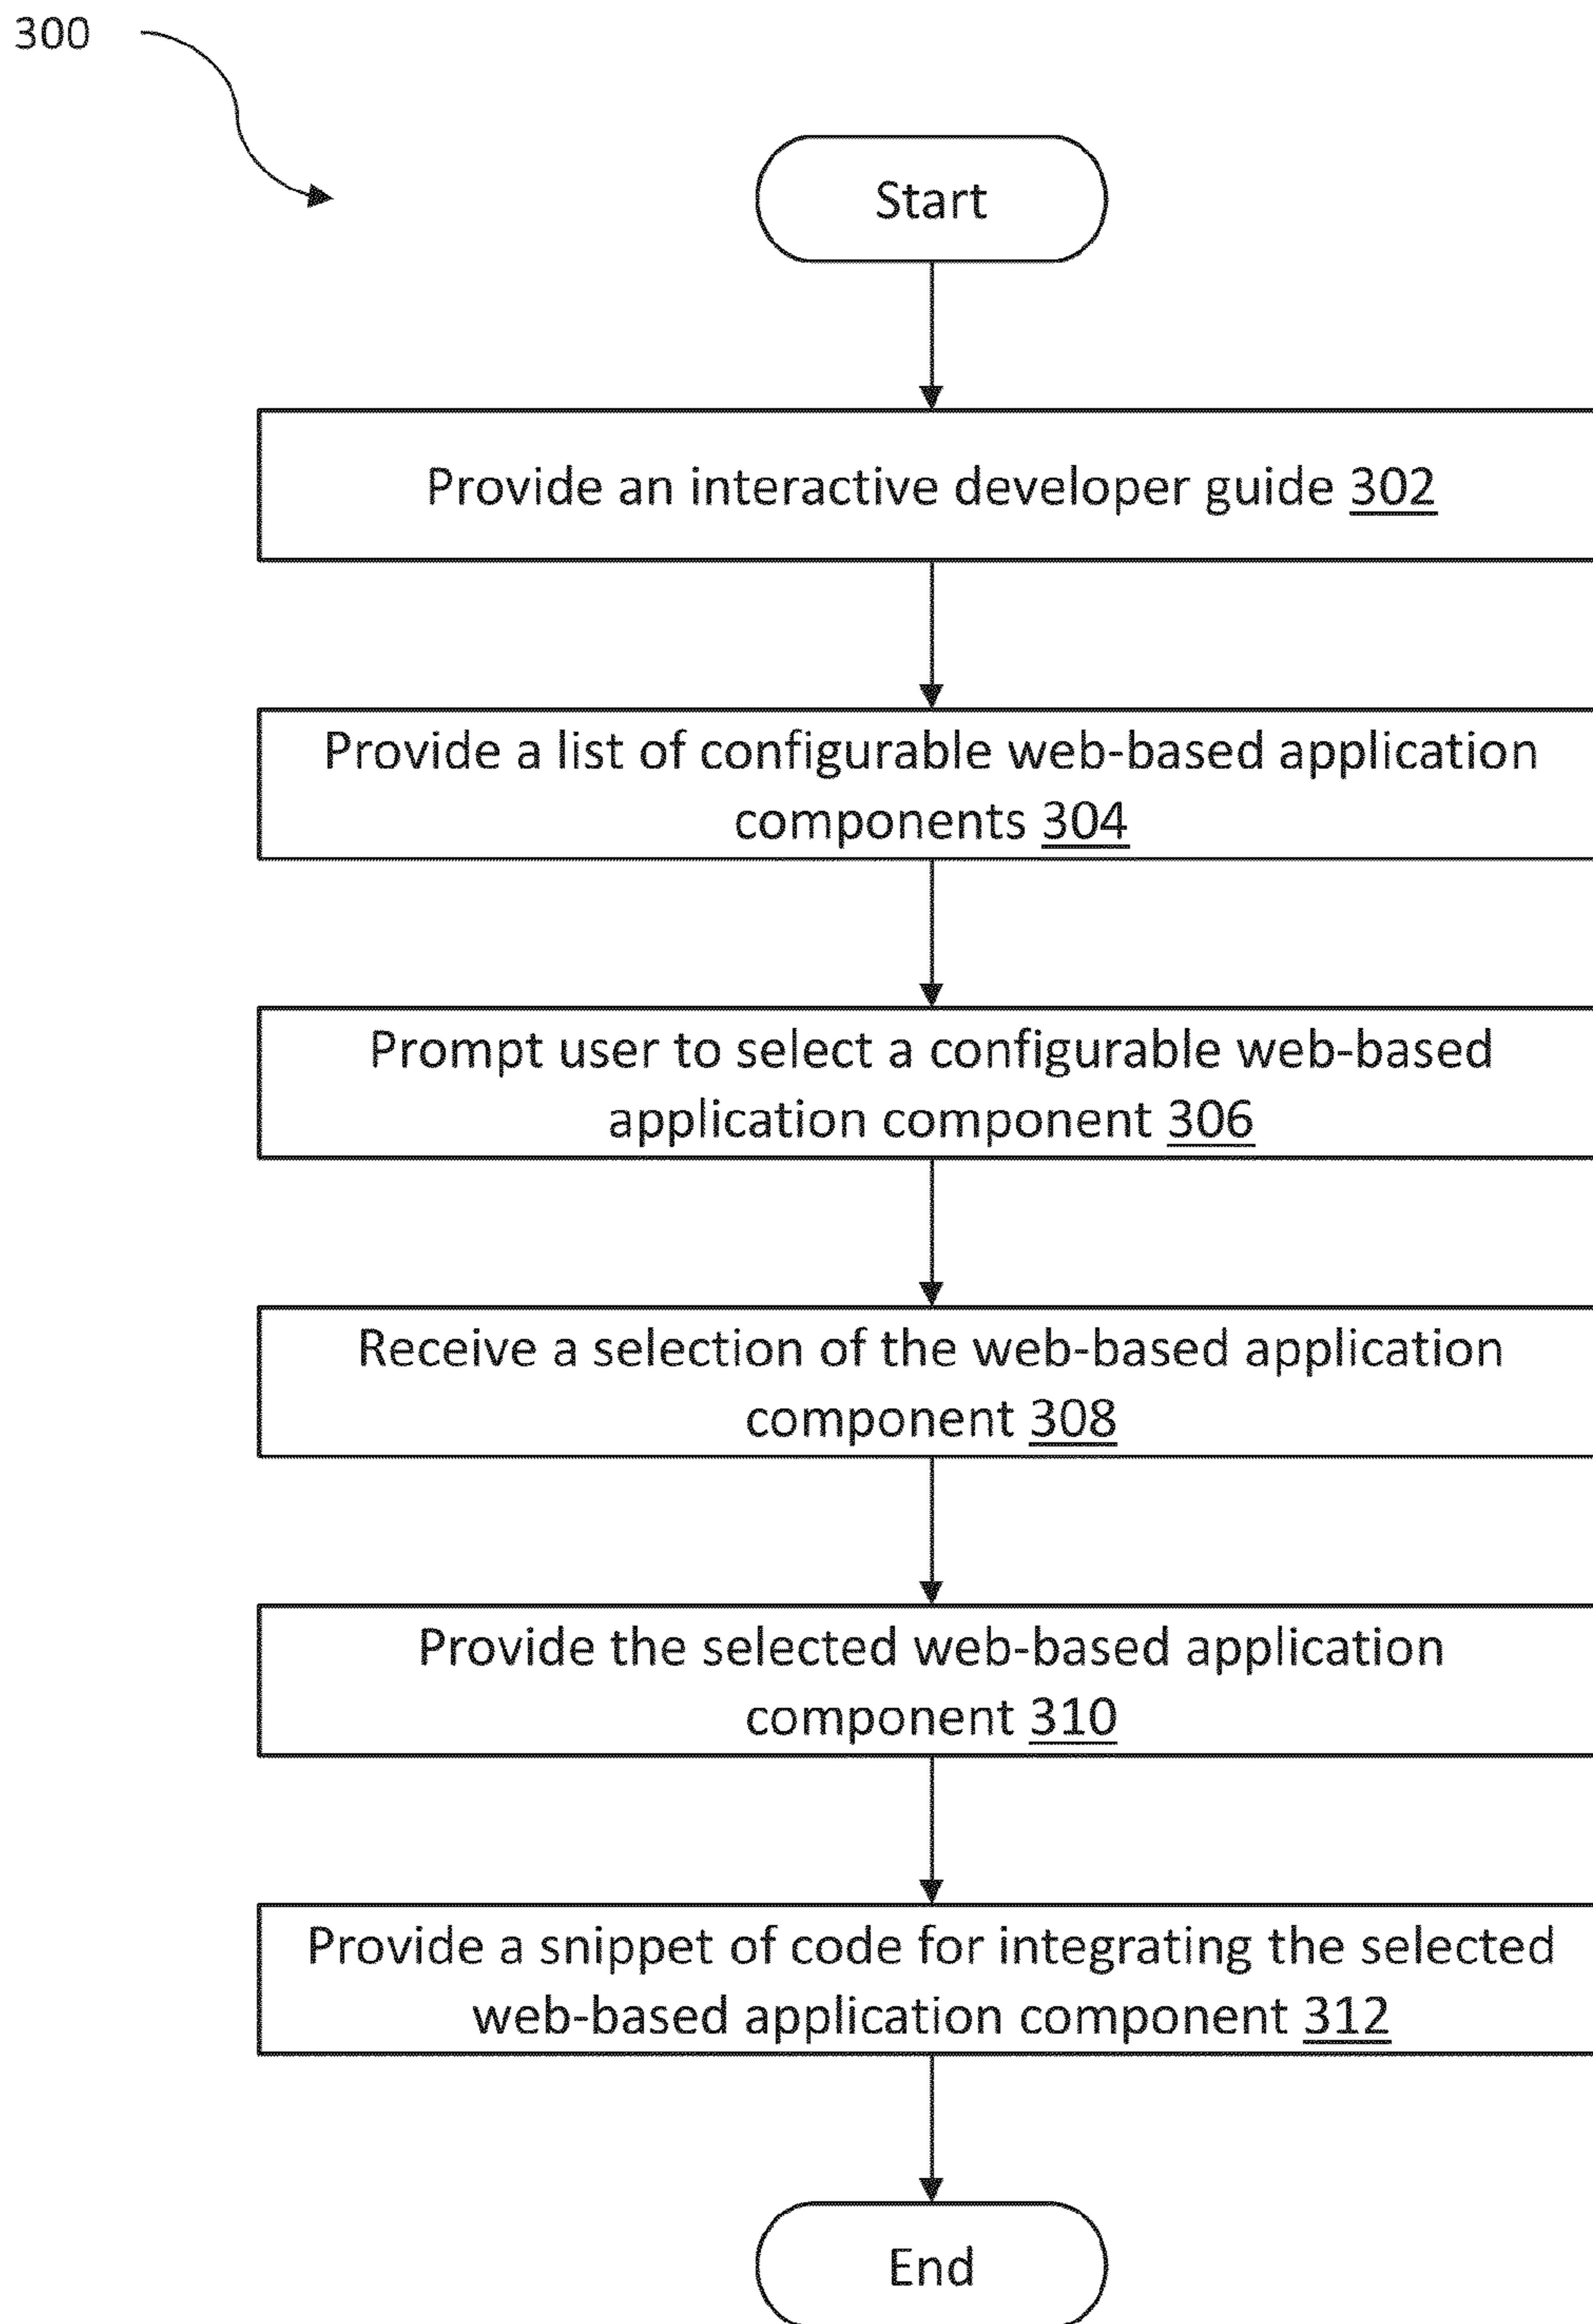 300
Start
Provide an interactive developer guide 302
Provide a list of configurable web-based application
components 304
Prompt user to select a configurable web-based
application component 306
Receive a selection of the web-based application
component 308
Provide the selected web-based application
component 310
Provide a snippet of code for integrating the selected
web-based application component 312
End